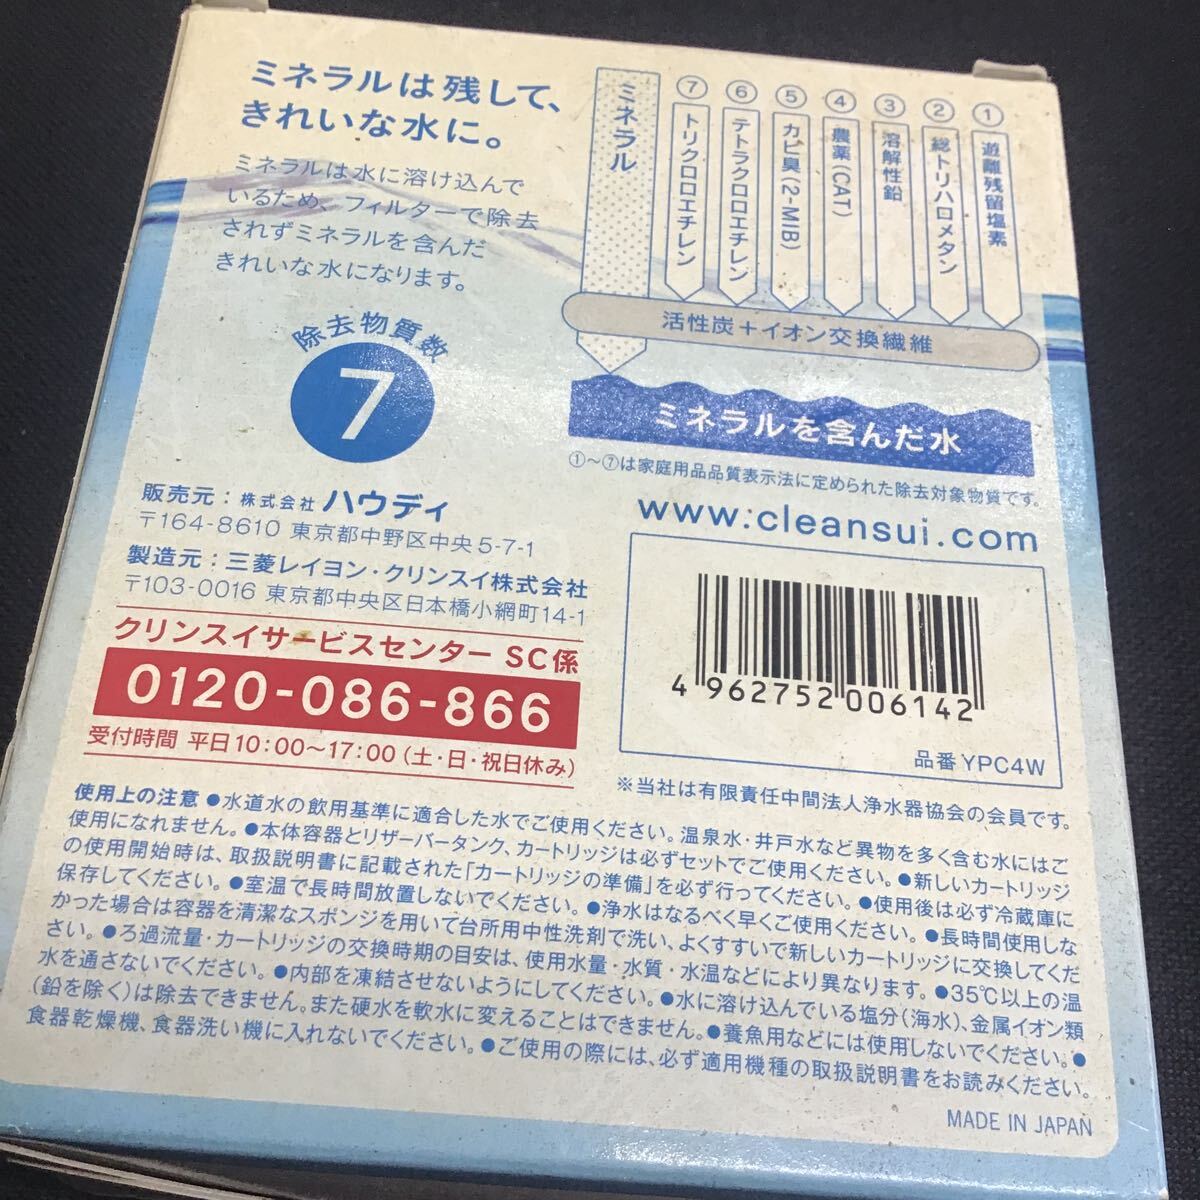 ミネラルは残して、
きれいな水に。
ミネラルは水に溶け込んで
いるため、フィルターで除去
されずミネラルを含んだ
きれいな水になります。
除去物質数
7
ミネラル
⑦トリクロロエチレン
⑥テトラクロロエチレン
⑤カビ臭(2-MIB)
④農薬(CAT)
③溶解性鉛
②総トリハロメタン
①遊離残留塩素
活性炭+イオン交換繊維
ミネラルを含んだ水
①〜⑦は家庭用品品質表示法に定められた除去対象物質です。
販売元:株式会社 ハウディ
〒164-8610 東京都中野区中央5-7-1
製造元:三菱レイヨン・クリンスイ株式会社
〒103-0016 東京都中央区日本橋小網町14-1
クリンスイサービスセンター SC係
0120-086-866
受付時間 平日10:00〜17:00(土・日・祝日休み)
www.cleansui.com
4 962752 006142
品番 YPC4W
※当社は有限責任中間法人浄水器協会の会員です。
使用上の注意 ●水道水の飲用基準に適合した水でご使用ください。温泉水・井戸水など異物を多く含む水にはご
使用になれません。●本体容器とリザーバータンク、カートリッジは必ずセットでご使用ください。●新しいカートリッジ
の使用開始時は、取扱説明書に記載された「カートリッジの準備」を必ず行ってください。●使用後は必ず冷蔵庫に
保存してください。●室温で長時間放置しないでください。●浄水はなるべく早くご使用ください。●長時間使用しな
かった場合は容器を清潔なスポンジを用いて台所用中性洗剤で洗い、よくすすいで新しいカートリッジに交換してくだ
さい。●ろ過流量・カートリッジの交換時期の目安は、使用水量・水質・水温などにより異なります。●35℃以上の温
水を通さないでください。●内部を凍結させないようにしてください。●水に溶け込んでいる塩分(海水)、金属イオン類
(鉛を除く)は除去できません。また硬水を軟水に変えることはできません。●養魚用などには使用しないでください。●
食器乾燥機、食器洗い機に入れないでください。●ご使用の際には、必ず適用機種の取扱説明書をお読みください。
MADE IN JAPAN